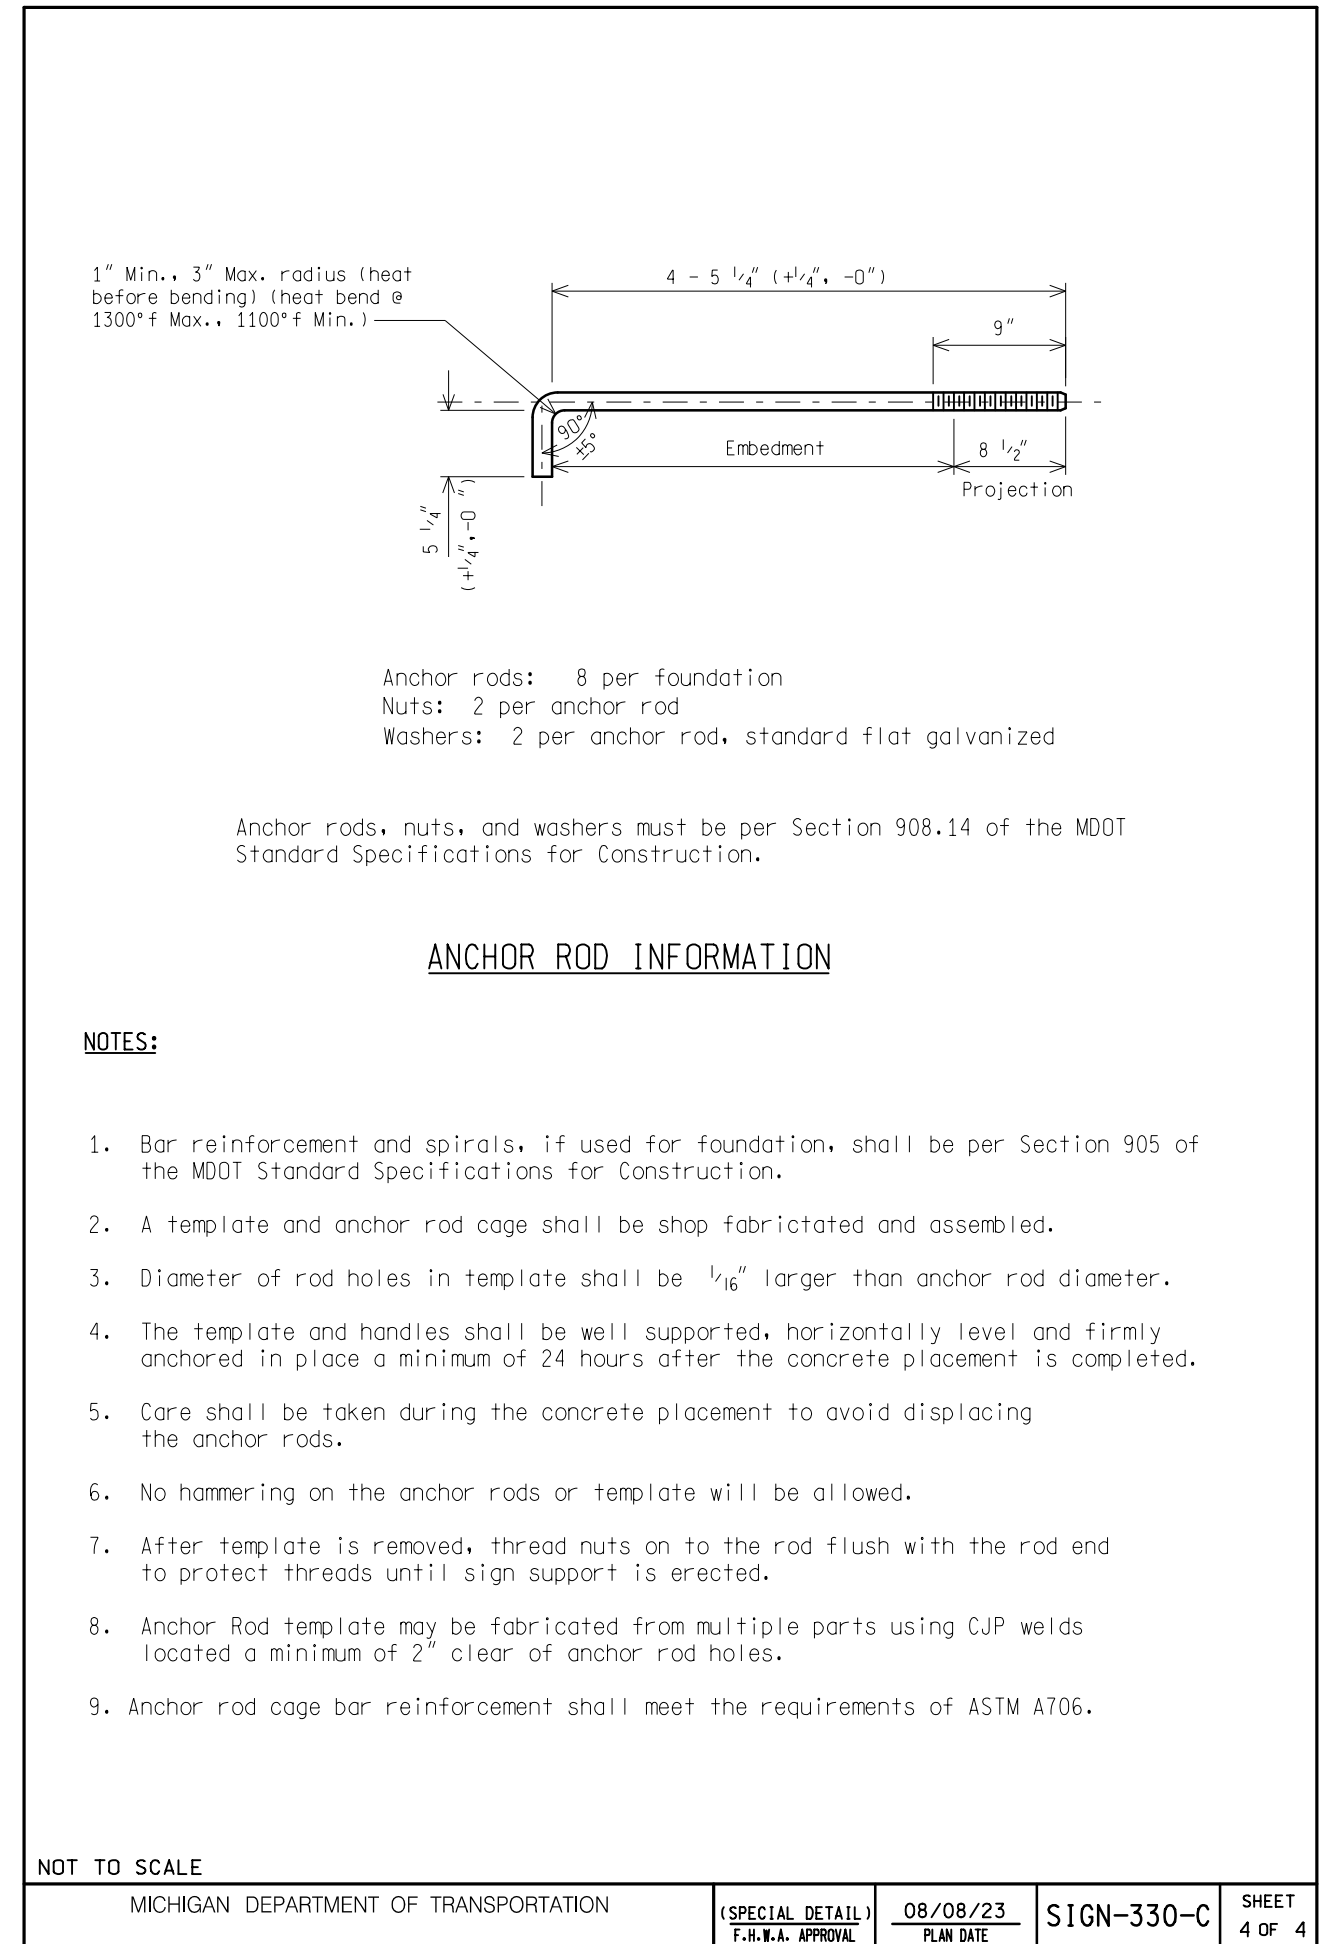 1" Min., 3" Max. radius (heat
before bending) (heat bend @
1300°f Max., 1100°f Min.)
4 - 5 1/4" (+1/4", -0")
9"
90°
±5°
Embedment
8 1/2"
Projection
5 1/4"
(+1/4", -0 ")
Anchor rods: 8 per foundation
Nuts: 2 per anchor rod
Washers: 2 per anchor rod, standard flat galvanized
Anchor rods, nuts, and washers must be per Section 908.14 of the MDOT
Standard Specifications for Construction.
ANCHOR ROD INFORMATION
NOTES:
1. Bar reinforcement and spirals, if used for foundation, shall be per Section 905 of
the MDOT Standard Specifications for Construction.
2. A template and anchor rod cage shall be shop fabrictated and assembled.
3. Diameter of rod holes in template shall be 1/16" larger than anchor rod diameter.
4. The template and handles shall be well supported, horizontally level and firmly
anchored in place a minimum of 24 hours after the concrete placement is completed.
5. Care shall be taken during the concrete placement to avoid displacing
the anchor rods.
6. No hammering on the anchor rods or template will be allowed.
7. After template is removed, thread nuts on to the rod flush with the rod end
to protect threads until sign support is erected.
8. Anchor Rod template may be fabricated from multiple parts using CJP welds
located a minimum of 2" clear of anchor rod holes.
9. Anchor rod cage bar reinforcement shall meet the requirements of ASTM A706.
NOT TO SCALE
MICHIGAN DEPARTMENT OF TRANSPORTATION
(SPECIAL DETAIL)
F.H.W.A. APPROVAL
08/08/23
PLAN DATE
SIGN-330-C
SHEET
4 OF 4